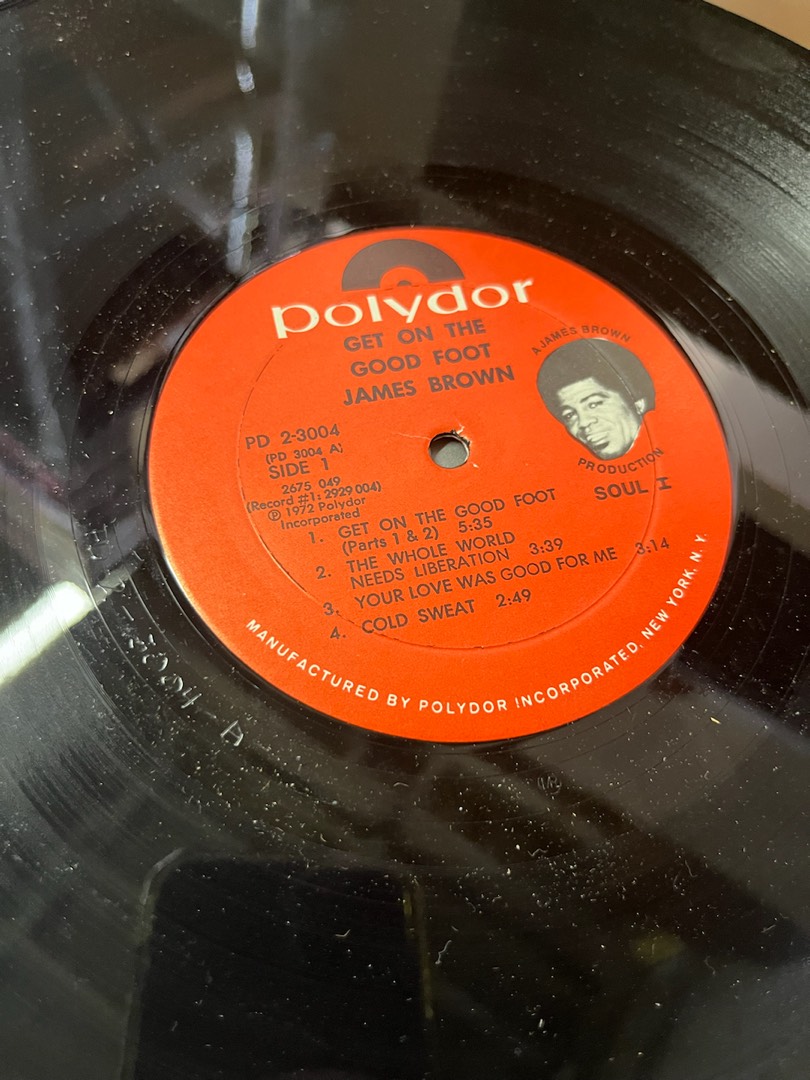 polydor
GET ON THE
GOOD FOOT
JAMES BROWN
A JAMES BROWN
PRODUCTION
SOUL I
PD 2-3004
(PD 3004 A)
SIDE 1
2675 049
(Record #1: 2929 004)
℗ 1972 Polydor
Incorporated
1. GET ON THE GOOD FOOT
(Parts 1 & 2) 5:35
2. THE WHOLE WORLD
NEEDS LIBERATION 3:39
3. YOUR LOVE WAS GOOD FOR ME 3:14
4. COLD SWEAT 2:49
MANUFACTURED BY POLYDOR INCORPORATED, NEW YORK, N. Y.
3004-A